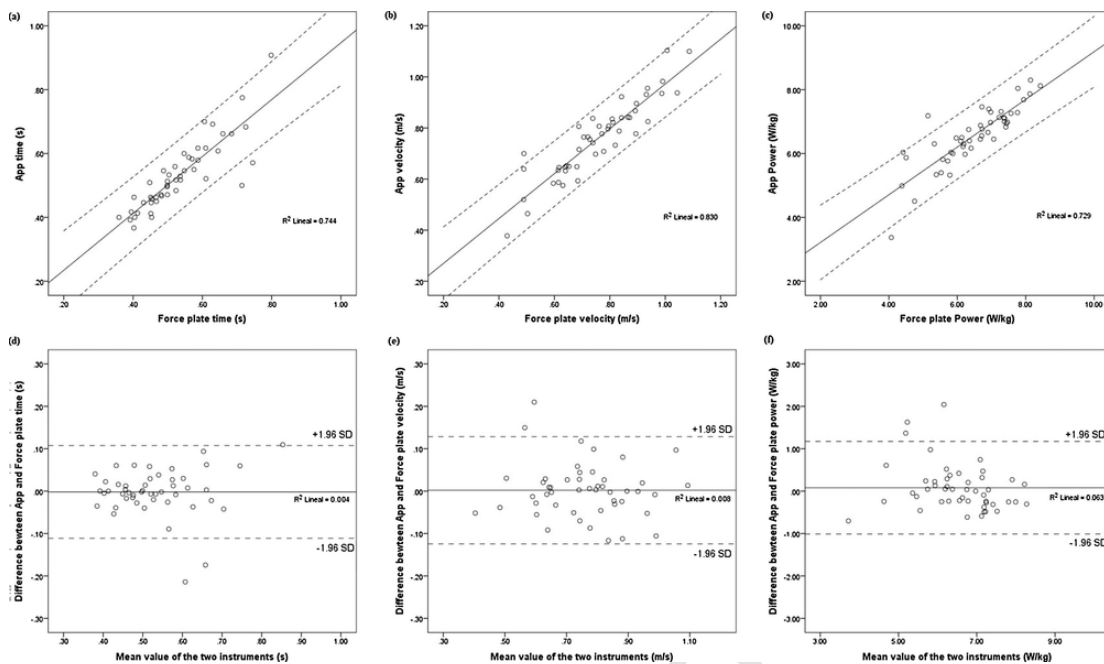 (a)
App time (s)
1.00
.80
.60
.40
.20
R² Lineal = 0.744
.20 .40 .60 .80 1.00
Force plate time (s)
(b)
App velocity (m/s)
1.20
1.00
.80
.60
.40
.20
R² Lineal = 0.830
.20 .40 .60 .80 1.00 1.20
Force plate velocity (m/s)
(c)
App Power (W/kg)
10.00
8.00
6.00
4.00
2.00
R² Lineal = 0.729
2.00 4.00 6.00 8.00 10.00
Force plate Power (W/kg)
(d)
Difference bewteen App and Force plate time (s)
.30
.20
.10
.00
-.10
-.20
-.30
+1.96 SD
R² Lineal = 0.004
-1.96 SD
.30 .40 .50 .60 .70 .80 .90 1.00
Mean value of the two instruments (s)
(e)
Difference bewteen App and Force plate velocity (m/s)
.30
.20
.10
.00
-.10
-.20
-.30
+1.96 SD
R² Lineal = 0.008
-1.96 SD
.30 .50 .70 .90 1.10
Mean value of the two instruments (m/s)
(f)
Difference bewteen App and Force plate power (W/kg)
3.00
2.00
1.00
.00
-1.00
-2.00
-3.00
+1.96 SD
R² Lineal = 0.063
-1.96 SD
3.00 5.00 7.00 9.00
Mean value of the two instruments (W/kg)